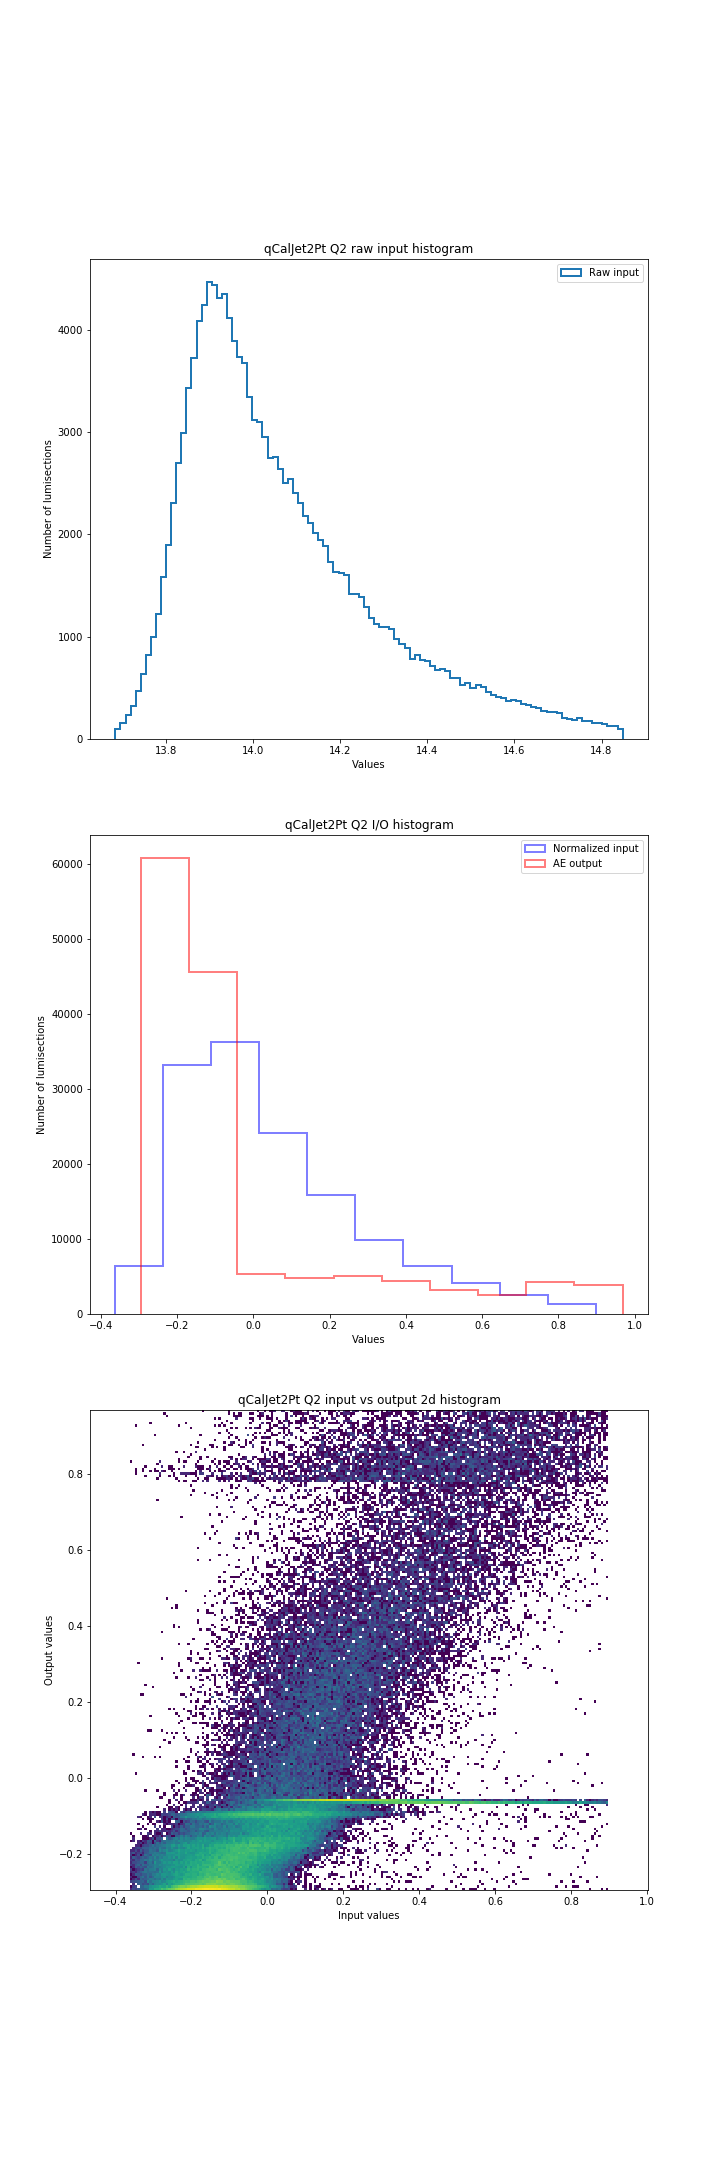 qCalJet2Pt Q2 raw input histogram
Raw input
4000
3000
2000
1000
0
Number of lumisections
13.8 14.0 14.2 14.4 14.6 14.8
Values
qCalJet2Pt Q2 I/O histogram
Normalized input
AE output
60000
50000
40000
30000
20000
10000
0
Number of lumisections
−0.4 −0.2 0.0 0.2 0.4 0.6 0.8 1.0
Values
qCalJet2Pt Q2 input vs output 2d histogram
0.8
0.6
0.4
0.2
0.0
−0.2
Output values
−0.4 −0.2 0.0 0.2 0.4 0.6 0.8 1.0
Input values